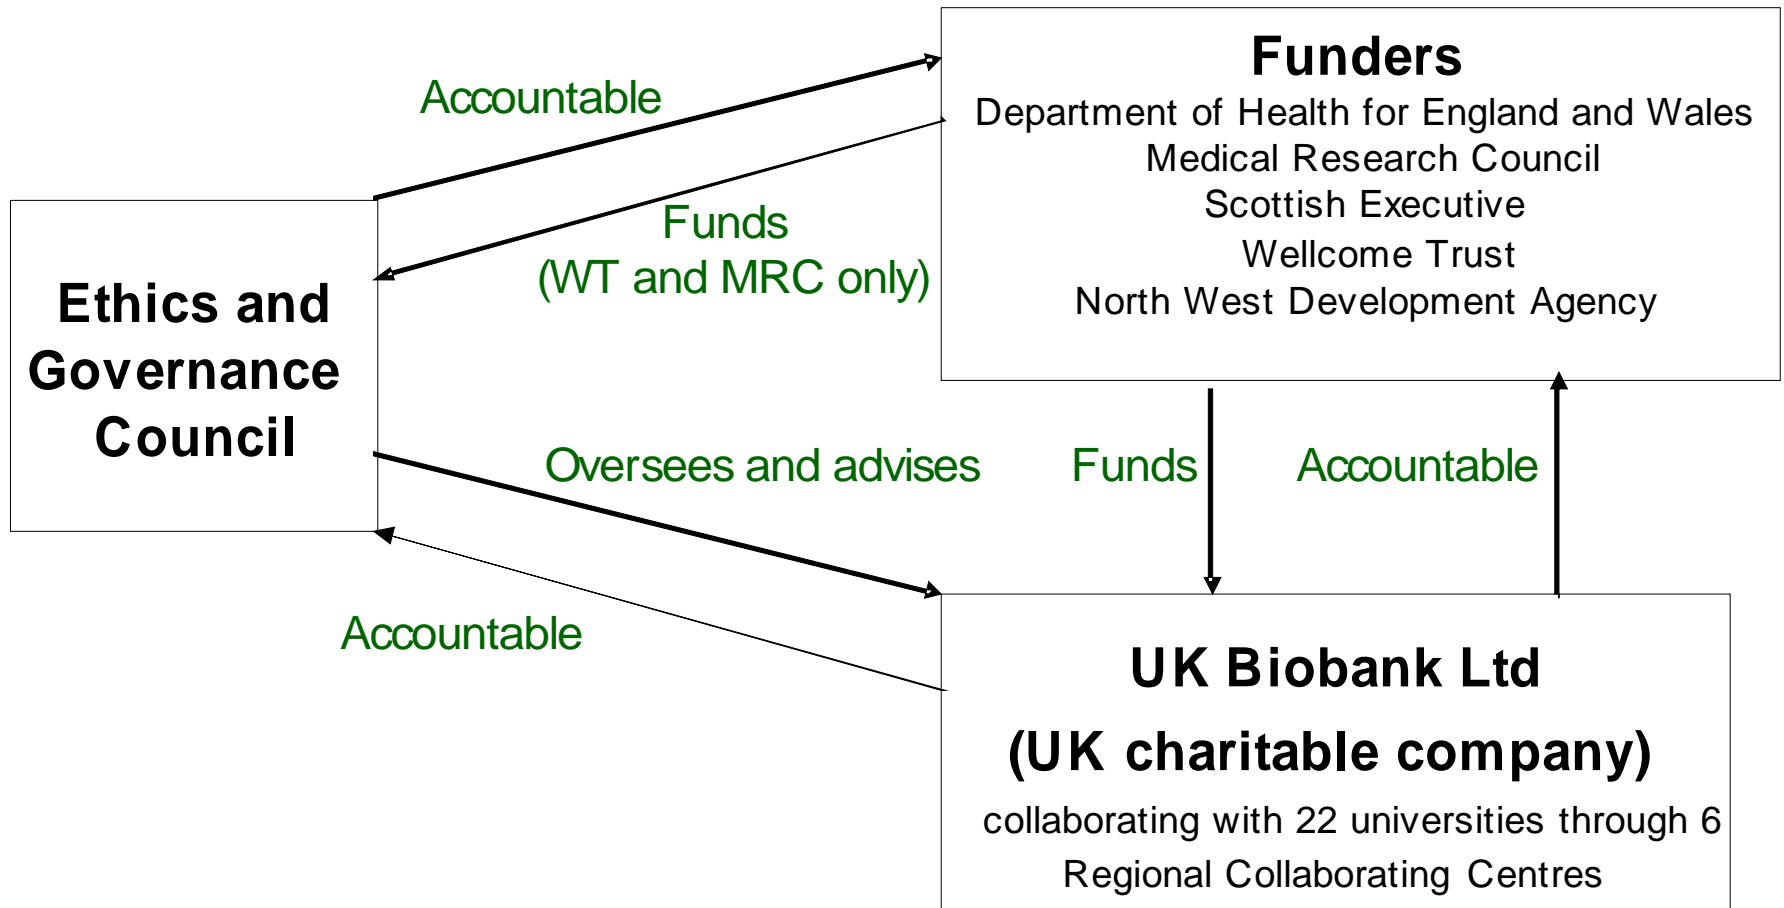 Funders
Department of Health for England and Wales
Medical Research Council
Scottish Executive
Wellcome Trust
North West Development Agency
Accountable
Funds
(WT and MRC only)
Ethics and
Governance
Council
Oversees and advises
Funds
Accountable
Accountable
UK Biobank Ltd
(UK charitable company)
collaborating with 22 universities through 6
Regional Collaborating Centres